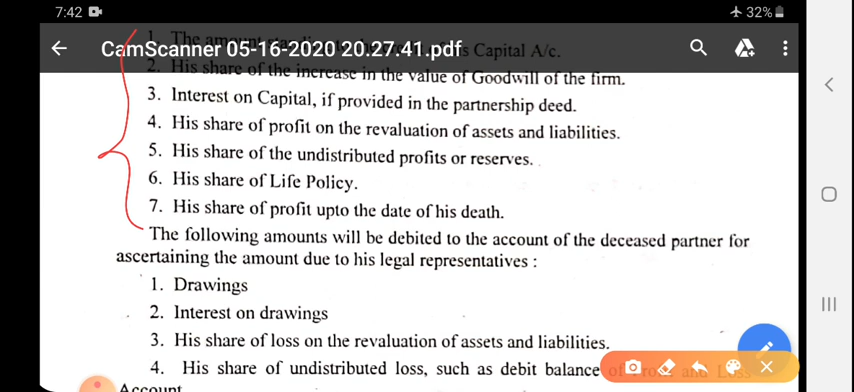 7:42 32%
CamScanner 05-16-2020 20.27.41.pdf
1. The Capital A/c.
2. His share of the increase in the value of Goodwill of the firm.
3. Interest on Capital, if provided in the partnership deed.
4. His share of profit on the revaluation of assets and liabilities.
5. His share of the undistributed profits or reserves.
6. His share of Life Policy.
7. His share of profit upto the date of his death.
The following amounts will be debited to the account of the deceased partner for
ascertaining the amount due to his legal representatives :
1. Drawings
2. Interest on drawings
3. His share of loss on the revaluation of assets and liabilities.
4. His share of undistributed loss, such as debit balance of Profit and Loss
Account